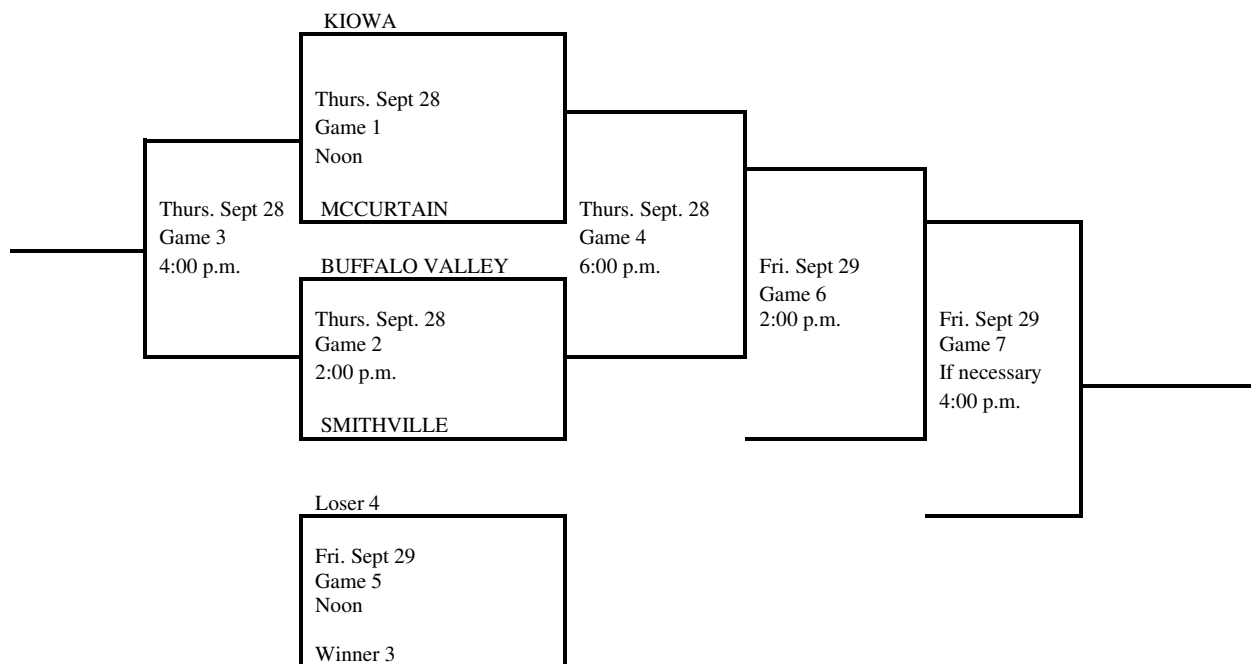 KIOWA
Thurs. Sept 28
Game 1
Noon
MCCURTAIN
Thurs. Sept 28
Game 3
4:00 p.m.
BUFFALO VALLEY
Thurs. Sept. 28
Game 2
2:00 p.m.
SMITHVILLE
Thurs. Sept. 28
Game 4
6:00 p.m.
Fri. Sept 29
Game 6
2:00 p.m.
Fri. Sept 29
Game 7
If necessary
4:00 p.m.
Loser 4
Fri. Sept 29
Game 5
Noon
Winner 3